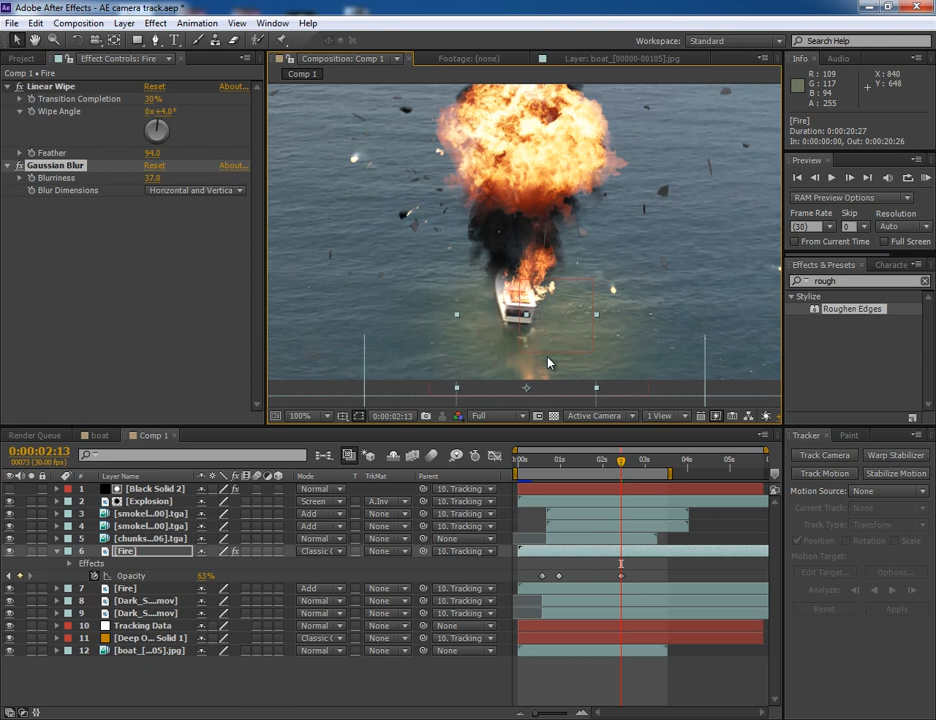 Adobe After Effects - AE camera track.aep *
File Edit Composition Layer Effect Animation View Window Help
Workspace: Standard Search Help
Project Effect Controls: Fire
Composition: Comp 1 Footage: (none) Layer: boat_[00000-00105].jpg
Info Audio
Comp 1 • Fire
Comp 1
Linear Wipe Reset About...
Transition Completion 30%
Wipe Angle 0x+4.0°
Feather 94.0
Gaussian Blur Reset About...
Blurriness 37.0
Blur Dimensions Horizontal and Vertica
R: 109 X: 840
G: 117 Y: 648
B: 94
A: 255
[Fire]
Duration: 0:00:20:27
In: 0:00:00:00, Out: 0:00:20:26
Preview
RAM Preview Options
Frame Rate Skip Resolution
(30) 0 Auto
From Current Time Full Screen
Effects & Presets Characte
rough
Stylize
Roughen Edges
100% 0:00:02:13 Full Active Camera 1 View
Render Queue boat Comp 1
0:00:02:13
00073 (30.00 fps)
# Layer Name Mode T TrkMat Parent
:00s 01s 02s 03s 04s 05s
1 [Black Solid 2] Normal 10. Tracking
2 [Explosion] Screen A.Inv 10. Tracking
3 [smokeL...00].tga Add None 10. Tracking
4 [smokeL...00].tga Add None 10. Tracking
5 [chunks...06].tga Normal None 10. Tracking
6 [Fire] Classic C None 10. Tracking
Effects
Opacity 63%
7 [Fire] Add None 10. Tracking
8 [Dark_S....mov] Normal None 10. Tracking
9 [Dark_S....mov] Normal None 10. Tracking
10 Tracking Data Normal None None
11 [Deep O... Solid 1] Classic C None 10. Tracking
12 [boat_[...05].jpg] Normal None None
Tracker Paint
Track Camera Warp Stabilizer
Track Motion Stabilize Motion
Motion Source: None
Current Track: None
Track Type: Transform
Position Rotation Scale
Motion Target:
Edit Target... Options...
Analyze:
Reset Apply